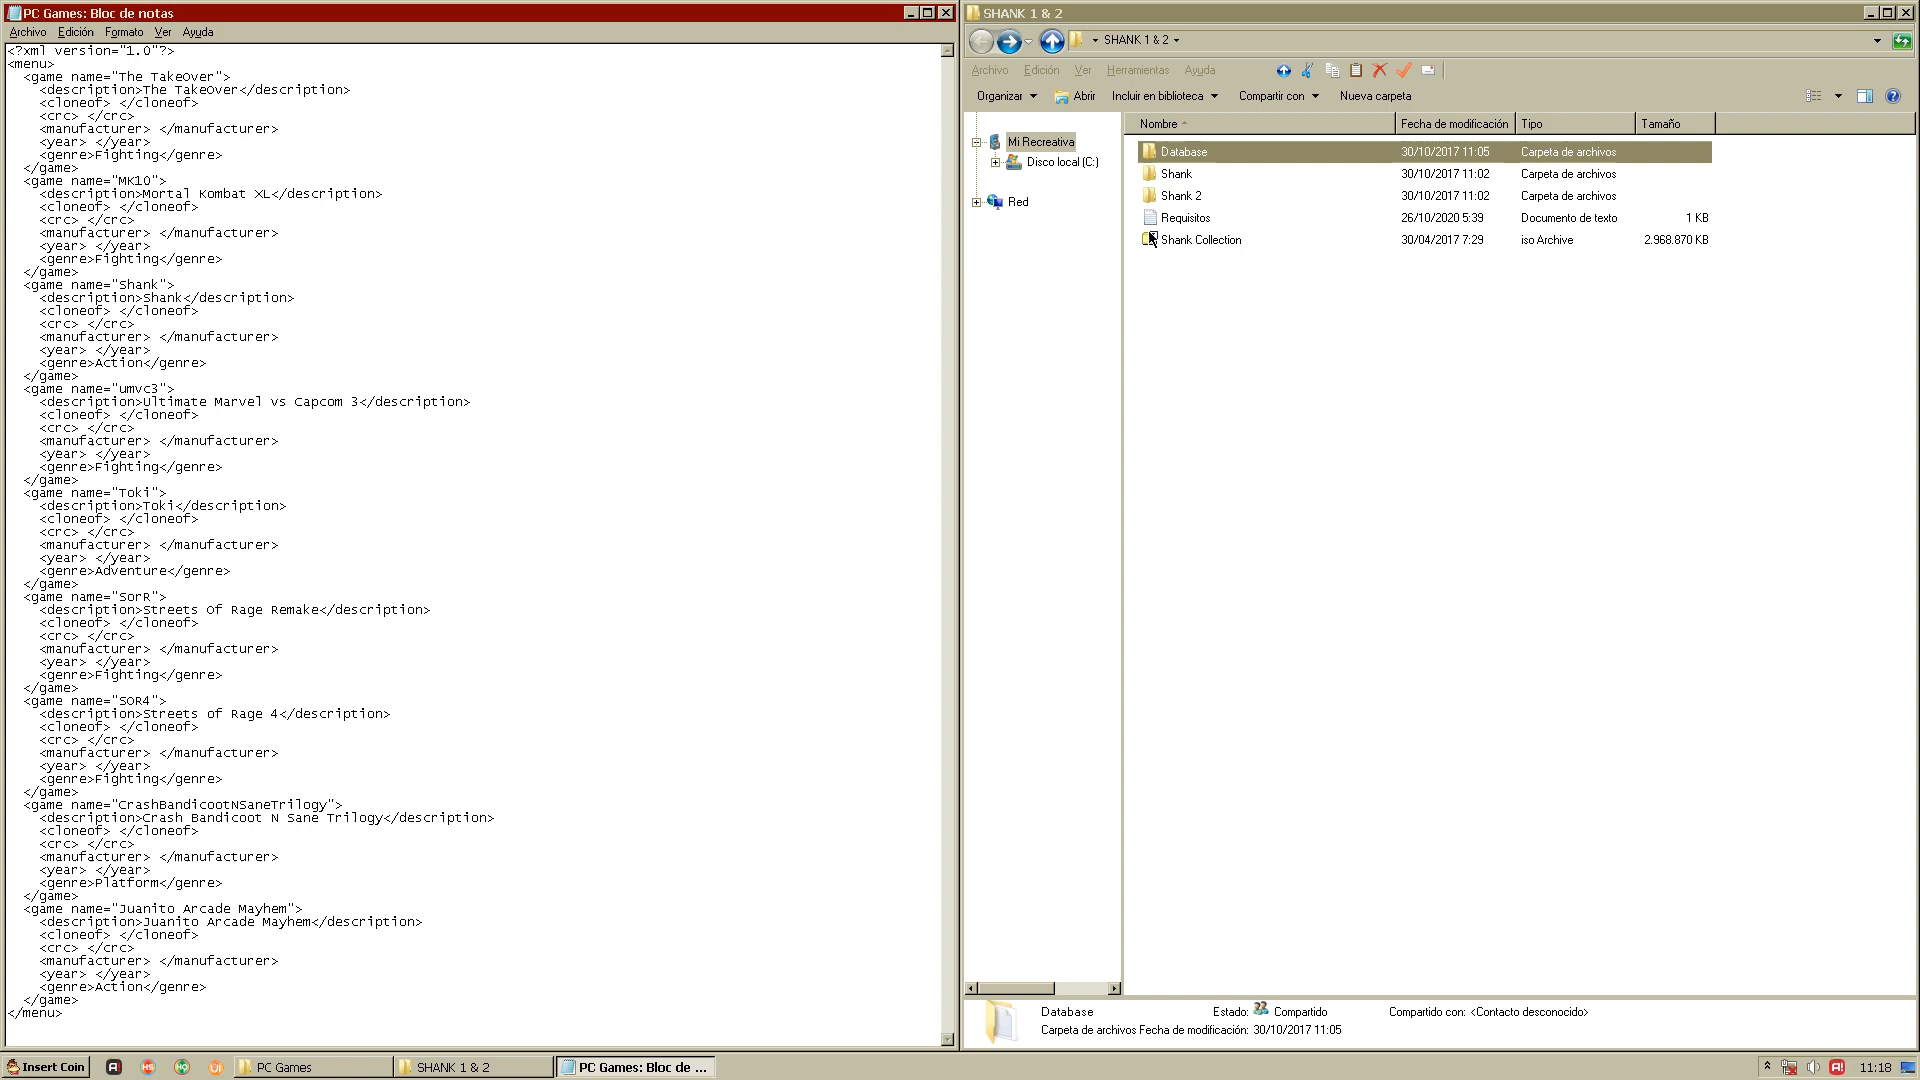 PC Games: Bloc de notas
Archivo Edición Formato Ver Ayuda
<?xml version="1.0"?>
<menu>
<game name="The TakeOver">
<description>The TakeOver</description>
<cloneof> </cloneof>
<crc> </crc>
<manufacturer> </manufacturer>
<year> </year>
<genre>Fighting</genre>
</game>
<game name="MK10">
<description>Mortal Kombat XL</description>
<cloneof> </cloneof>
<crc> </crc>
<manufacturer> </manufacturer>
<year> </year>
<genre>Fighting</genre>
</game>
<game name="Shank">
<description>Shank</description>
<cloneof> </cloneof>
<crc> </crc>
<manufacturer> </manufacturer>
<year> </year>
<genre>Action</genre>
</game>
<game name="umvc3">
<description>Ultimate Marvel vs Capcom 3</description>
<cloneof> </cloneof>
<crc> </crc>
<manufacturer> </manufacturer>
<year> </year>
<genre>Fighting</genre>
</game>
<game name="Toki">
<description>Toki</description>
<cloneof> </cloneof>
<crc> </crc>
<manufacturer> </manufacturer>
<year> </year>
<genre>Adventure</genre>
</game>
<game name="SorR">
<description>Streets Of Rage Remake</description>
<cloneof> </cloneof>
<crc> </crc>
<manufacturer> </manufacturer>
<year> </year>
<genre>Fighting</genre>
</game>
<game name="SOR4">
<description>Streets of Rage 4</description>
<cloneof> </cloneof>
<crc> </crc>
<manufacturer> </manufacturer>
<year> </year>
<genre>Fighting</genre>
</game>
<game name="CrashBandicootNSaneTrilogy">
<description>Crash Bandicoot N Sane Trilogy</description>
<cloneof> </cloneof>
<crc> </crc>
<manufacturer> </manufacturer>
<year> </year>
<genre>Platform</genre>
</game>
<game name="Juanito Arcade Mayhem">
<description>Juanito Arcade Mayhem</description>
<cloneof> </cloneof>
<crc> </crc>
<manufacturer> </manufacturer>
<year> </year>
<genre>Action</genre>
</game>
</menu>
SHANK 1 & 2
SHANK 1 & 2
Archivo Edición Ver Herramientas Ayuda
Organizar Abrir Incluir en biblioteca Compartir con Nueva carpeta
Mi Recreativa
Disco local (C:)
Red
Nombre Fecha de modificación Tipo Tamaño
Database 30/10/2017 11:05 Carpeta de archivos
Shank 30/10/2017 11:02 Carpeta de archivos
Shank 2 30/10/2017 11:02 Carpeta de archivos
Requisitos 26/10/2020 5:39 Documento de texto 1 KB
Shank Collection 30/04/2017 7:29 iso Archive 2.968.870 KB
Database Estado: Compartido Compartido con: <Contacto desconocido>
Carpeta de archivos Fecha de modificación: 30/10/2017 11:05
Insert Coin PC Games SHANK 1 & 2 PC Games: Bloc de ... 11:18